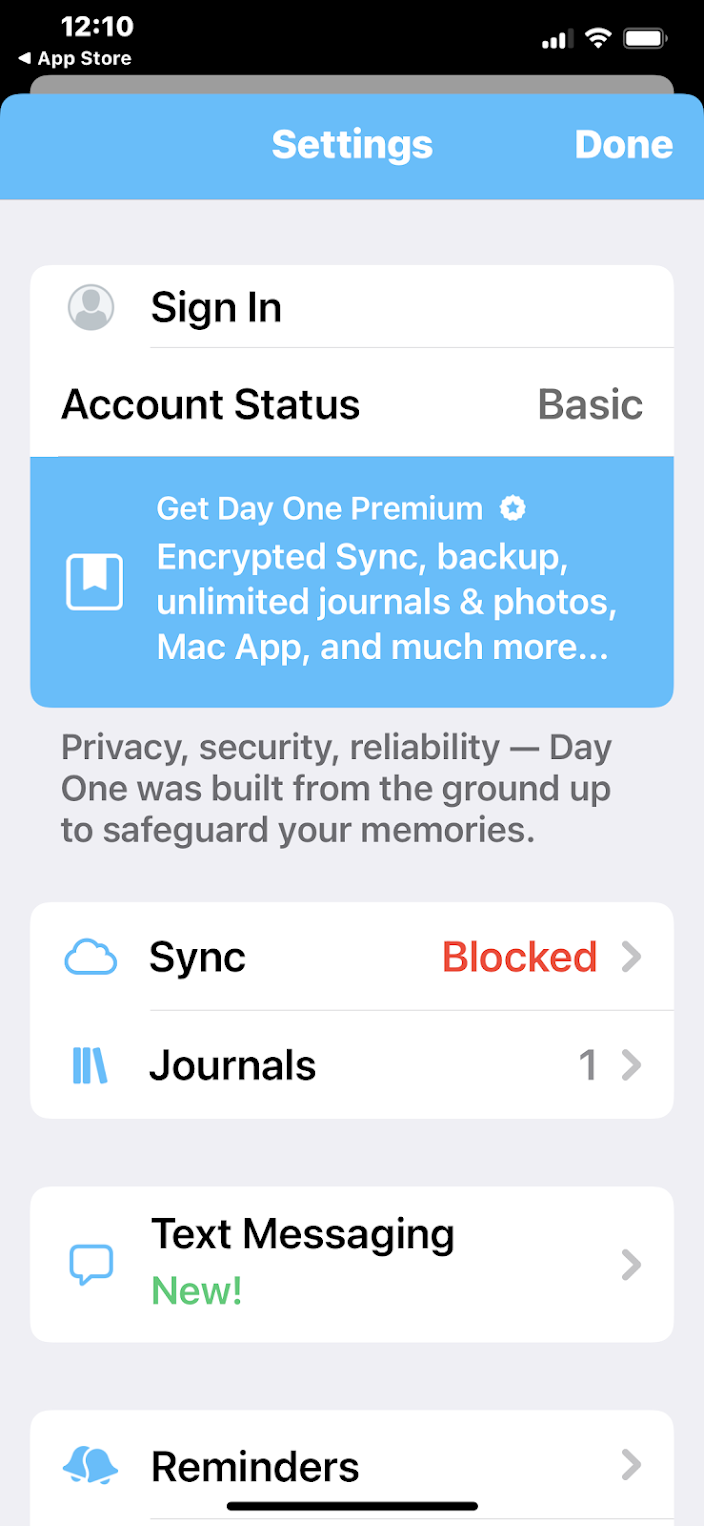 12:10
◀ App Store
Settings
Done
Sign In
Account Status
Basic
Get Day One Premium
Encrypted Sync, backup,
unlimited journals & photos,
Mac App, and much more...
Privacy, security, reliability — Day
One was built from the ground up
to safeguard your memories.
Sync
Blocked
Journals
1
Text Messaging
New!
Reminders